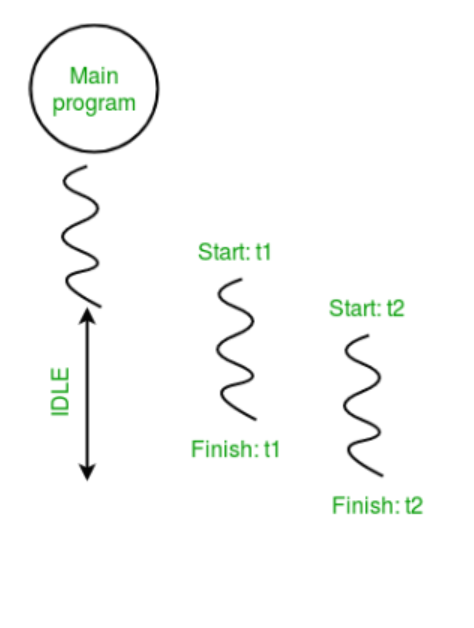 Main
program
Start: t1
Start: t2
IDLE
Finish: t1
Finish: t2